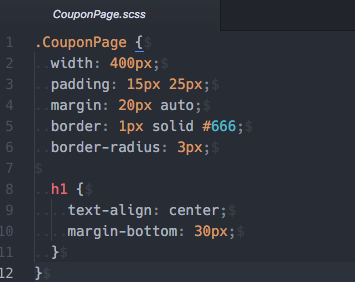 CouponPage.scss
1 .CouponPage {
2 width: 400px;
3 padding: 15px 25px;
4 margin: 20px auto;
5 border: 1px solid #666;
6 border-radius: 3px;
7
8 h1 {
9 text-align: center;
10 margin-bottom: 30px;
11 }
12 }